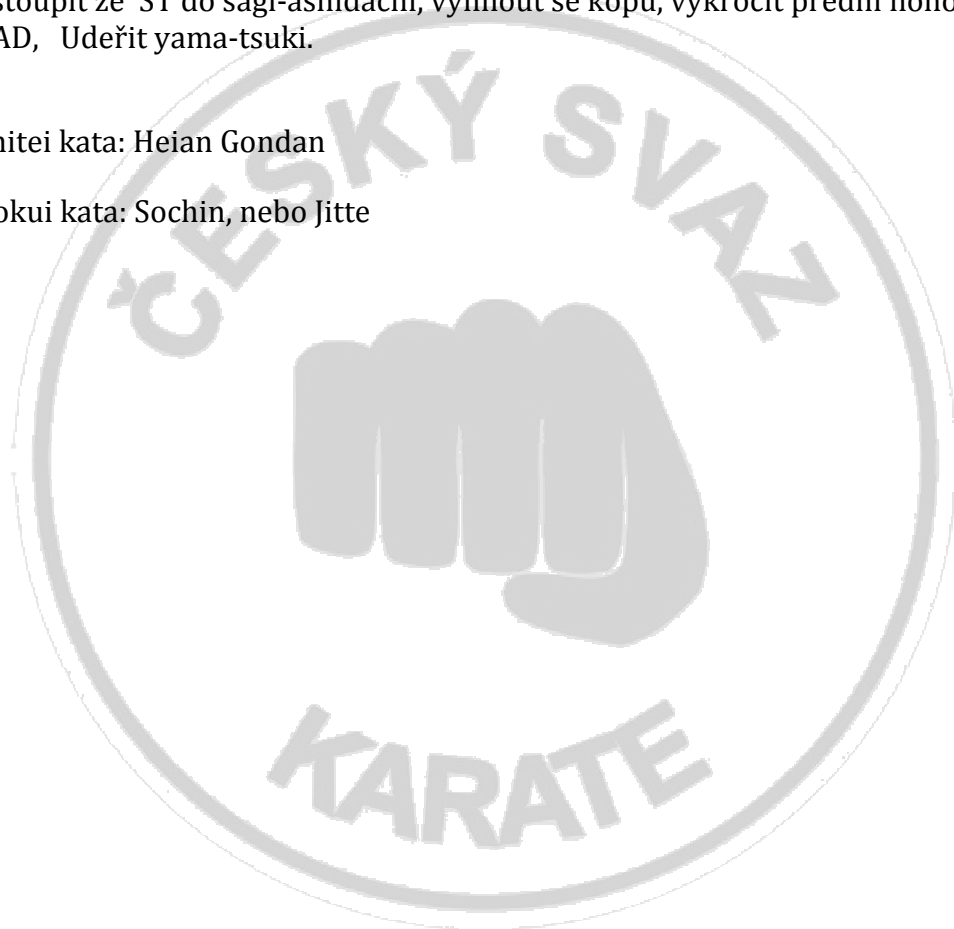 stoupit ze ST do sagi-ashidachi, vyhnout se kopu, vykročit přední noho
AD, Udeřit yama-tsuki.
nitei kata: Heian Gondan
okui kata: Sochin, nebo Jitte
ČESKÝ SVAZ
KARATE